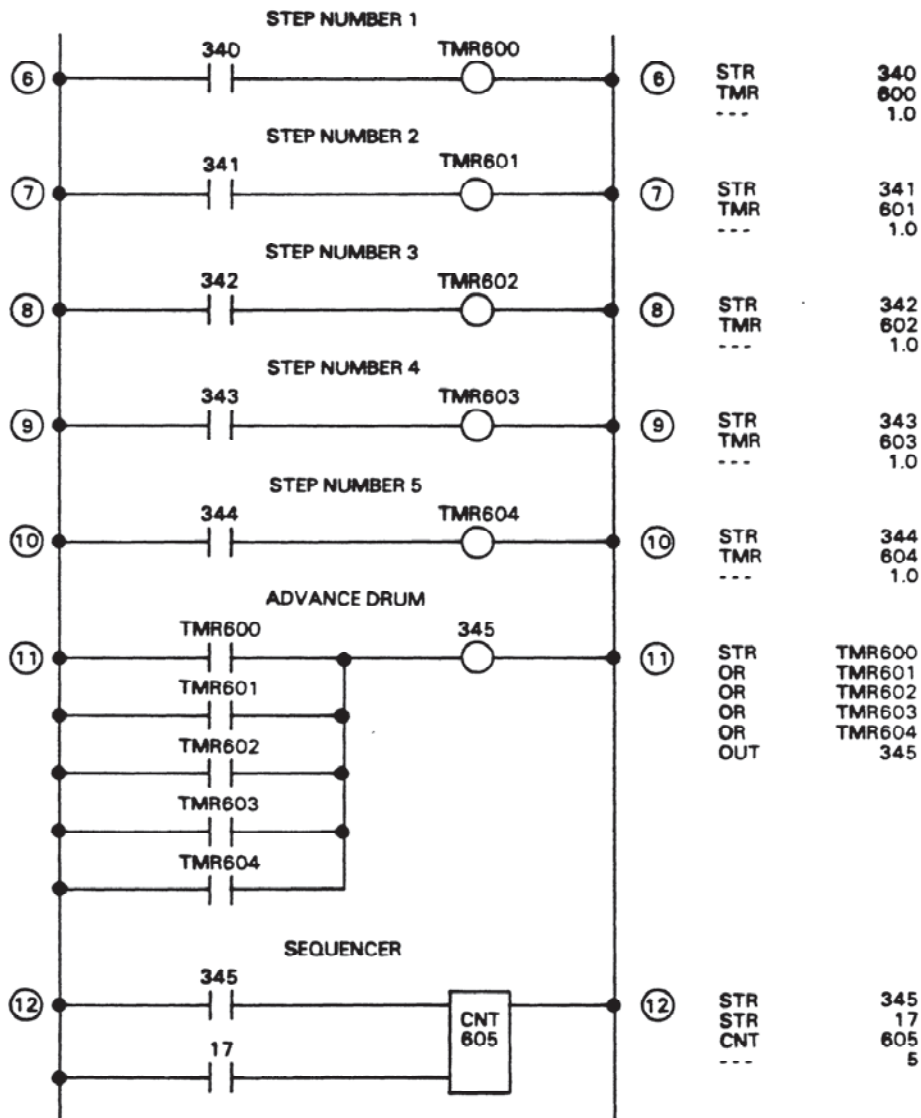 STEP NUMBER 1
340 TMR600
6 6 STR 340
TMR 600
--- 1.0
STEP NUMBER 2
341 TMR601
7 7 STR 341
TMR 601
--- 1.0
STEP NUMBER 3
342 TMR602
8 8 STR 342
TMR 602
--- 1.0
STEP NUMBER 4
343 TMR603
9 9 STR 343
TMR 603
--- 1.0
STEP NUMBER 5
344 TMR604
10 10 STR 344
TMR 604
--- 1.0
ADVANCE DRUM
TMR600 345
11 11 STR TMR600
TMR601 OR TMR601
OR TMR602
OR TMR603
TMR602 OR TMR604
OUT 345
TMR603
TMR604
SEQUENCER
345
12 CNT 605 12 STR 345
STR 17
17 CNT 605
--- 5